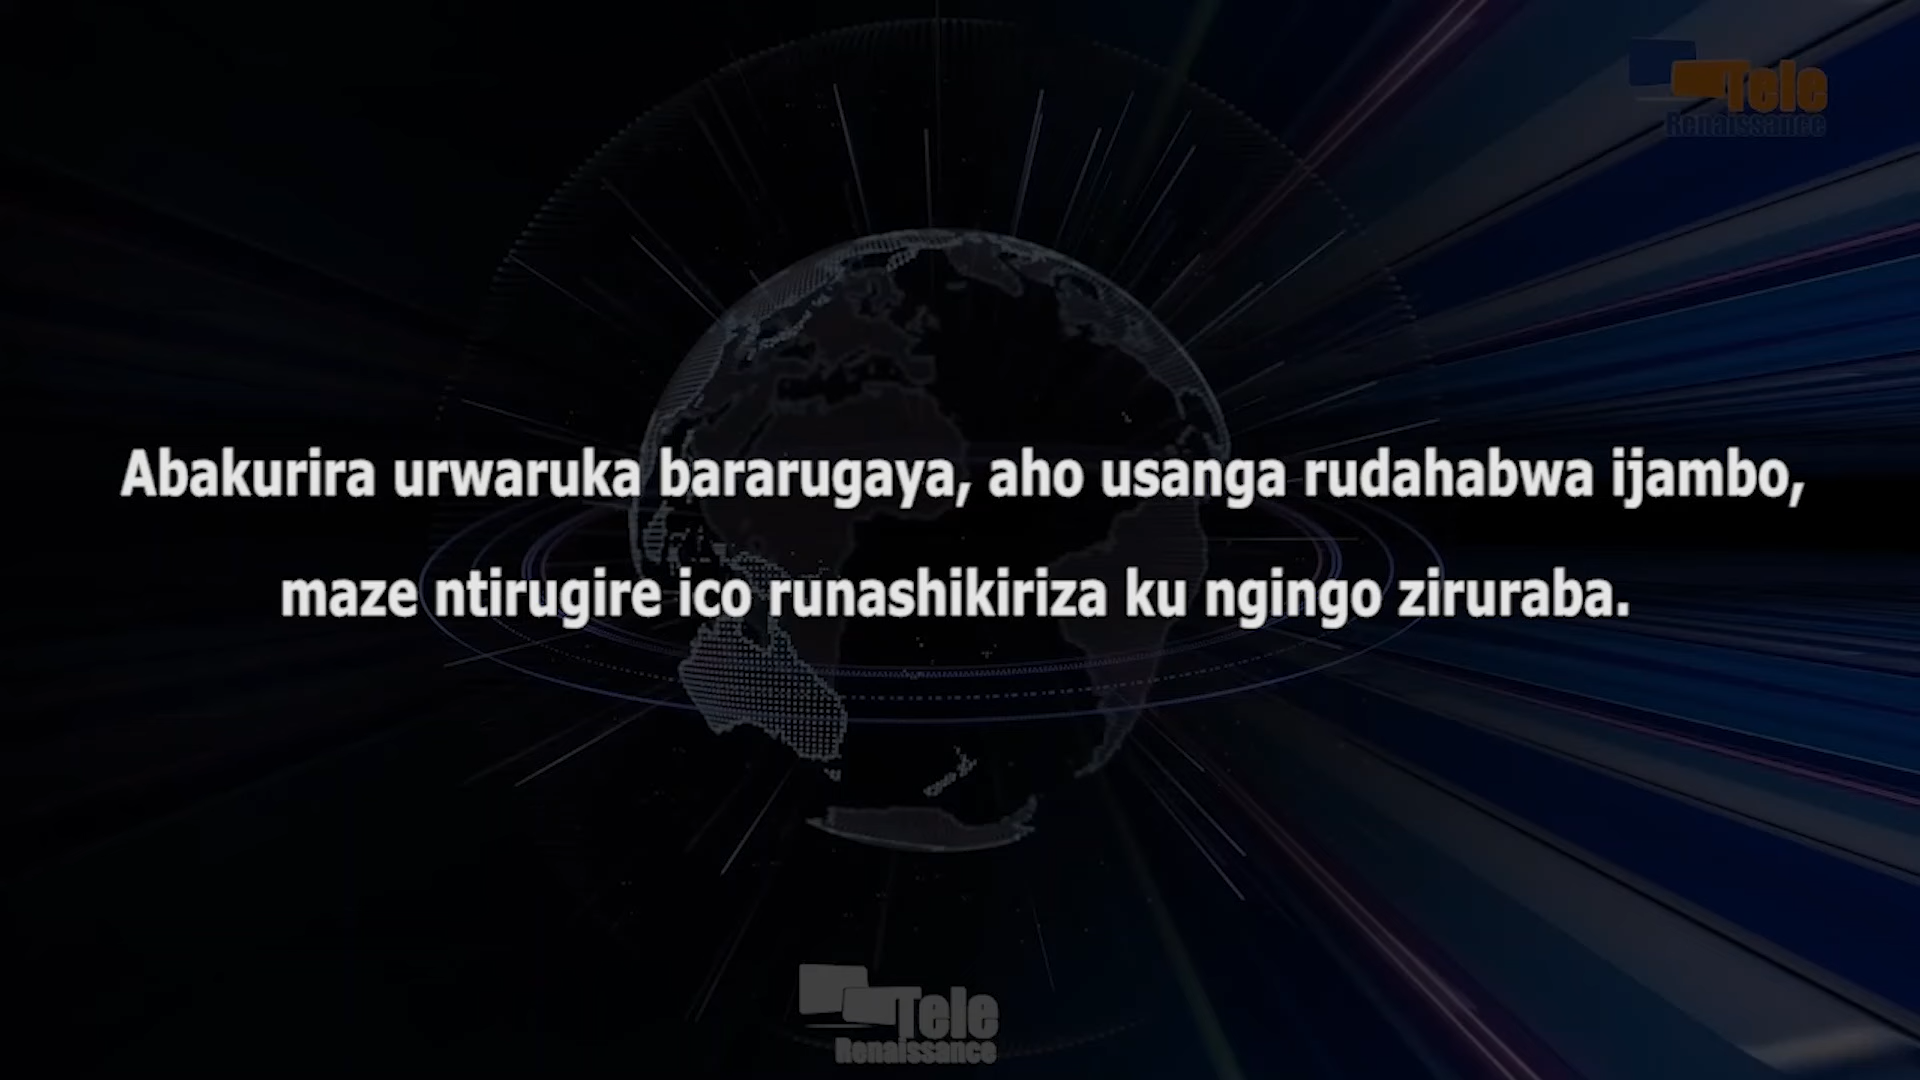 Tele
Renaissance
Abakurira urwaruka bararugaya, aho usanga rudahabwa ijambo,
maze ntirugire ico runashikiriza ku ngingo ziruraba.
Tele
Renaissance